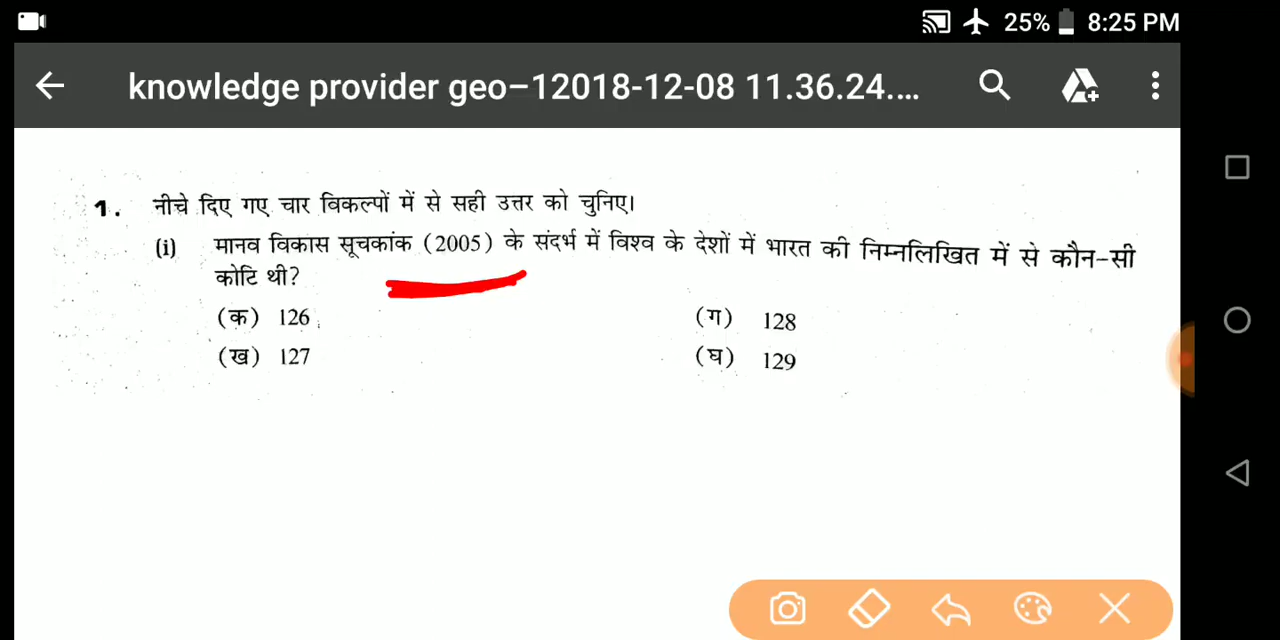 25% 8:25 PM
knowledge provider geo–12018-12-08 11.36.24....
1. नीचे दिए गए चार विकल्पों में से सही उत्तर को चुनिए।
(i) मानव विकास सूचकांक (2005) के संदर्भ में विश्व के देशों में भारत की निम्नलिखित में से कौन-सी
कोटि थी?
(क) 126 (ग) 128
(ख) 127 (घ) 129